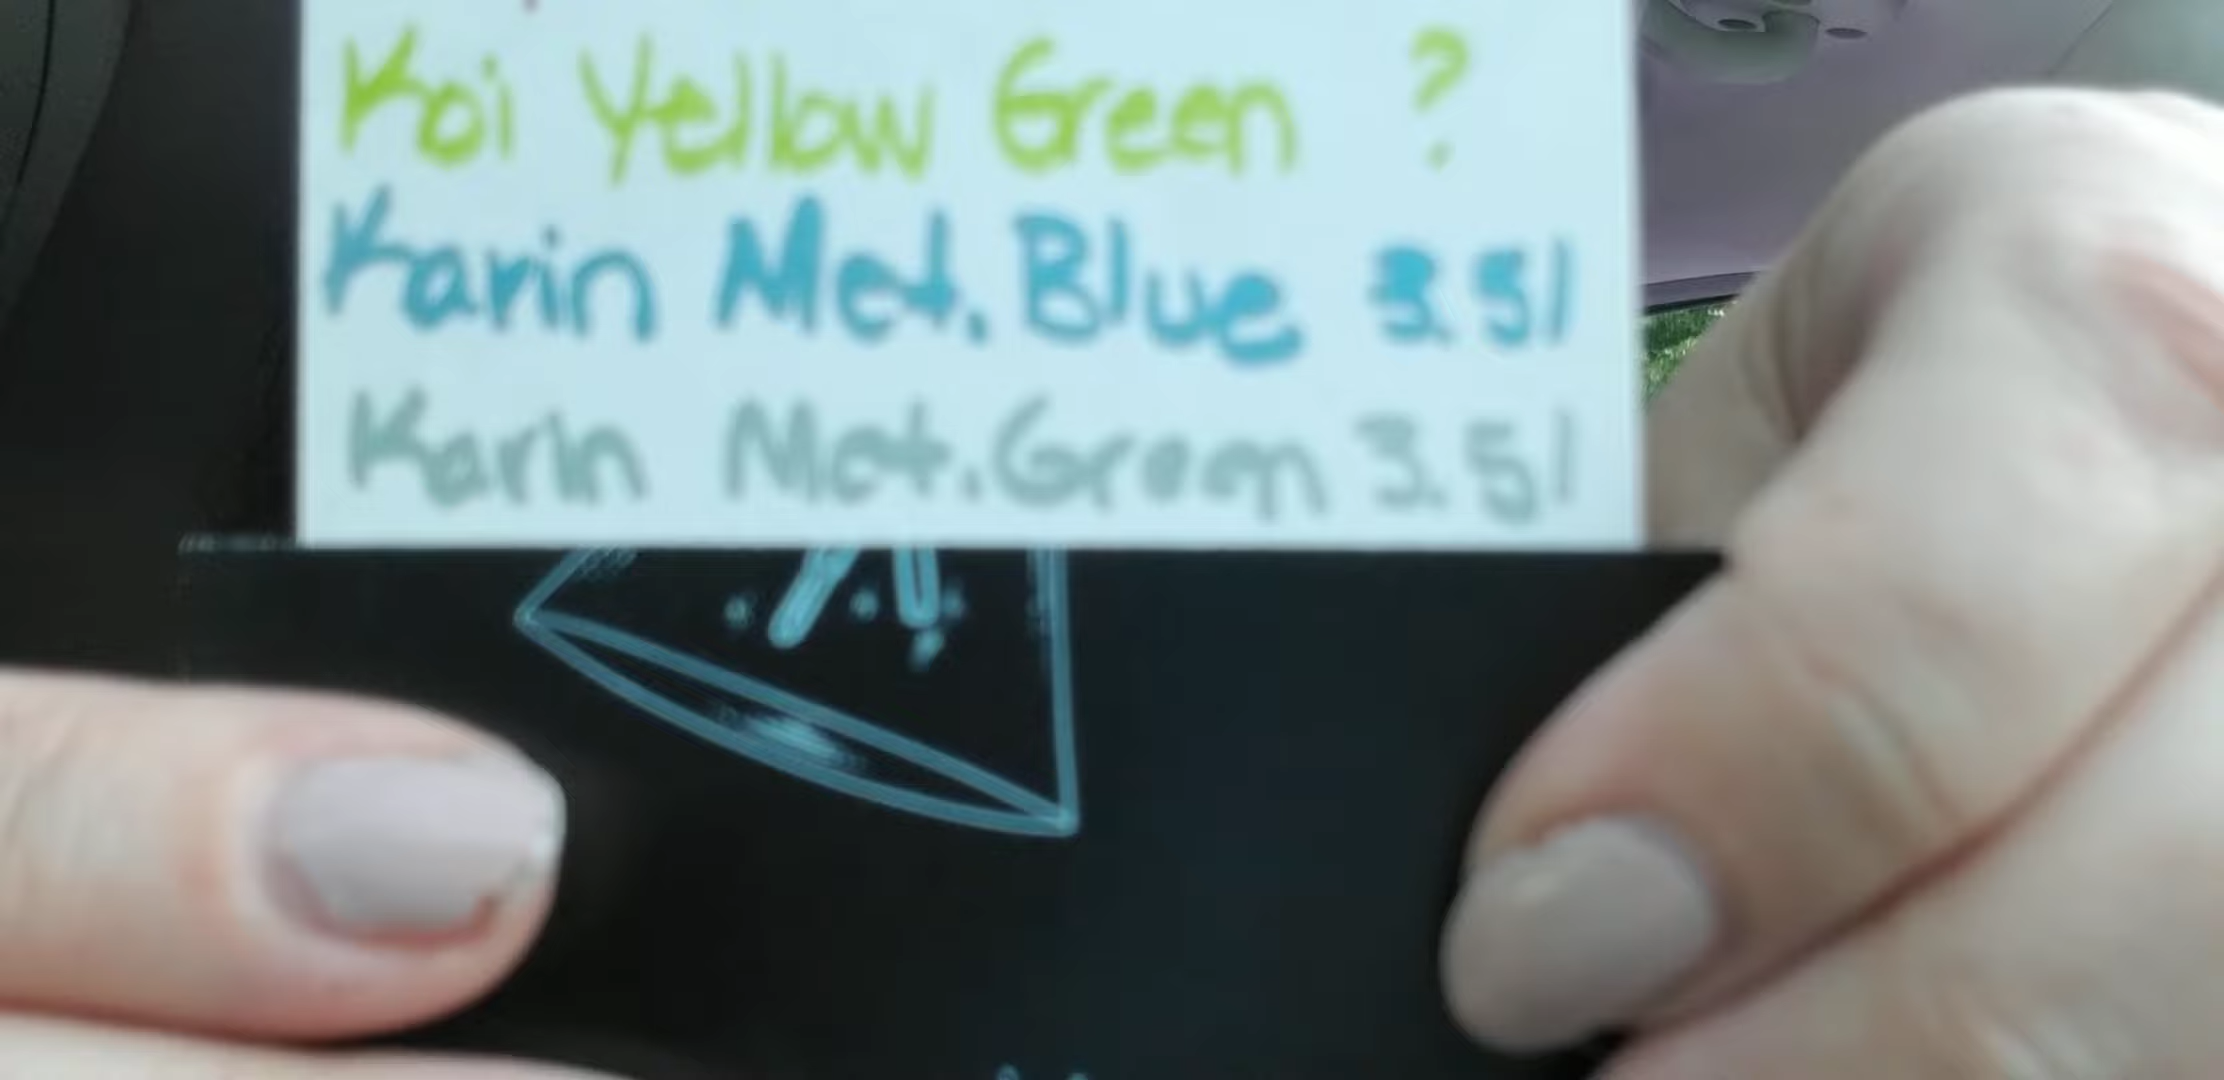 Koi Yellow Green ?
Karin Met. Blue 3.51
Karin Met. Green 3.51